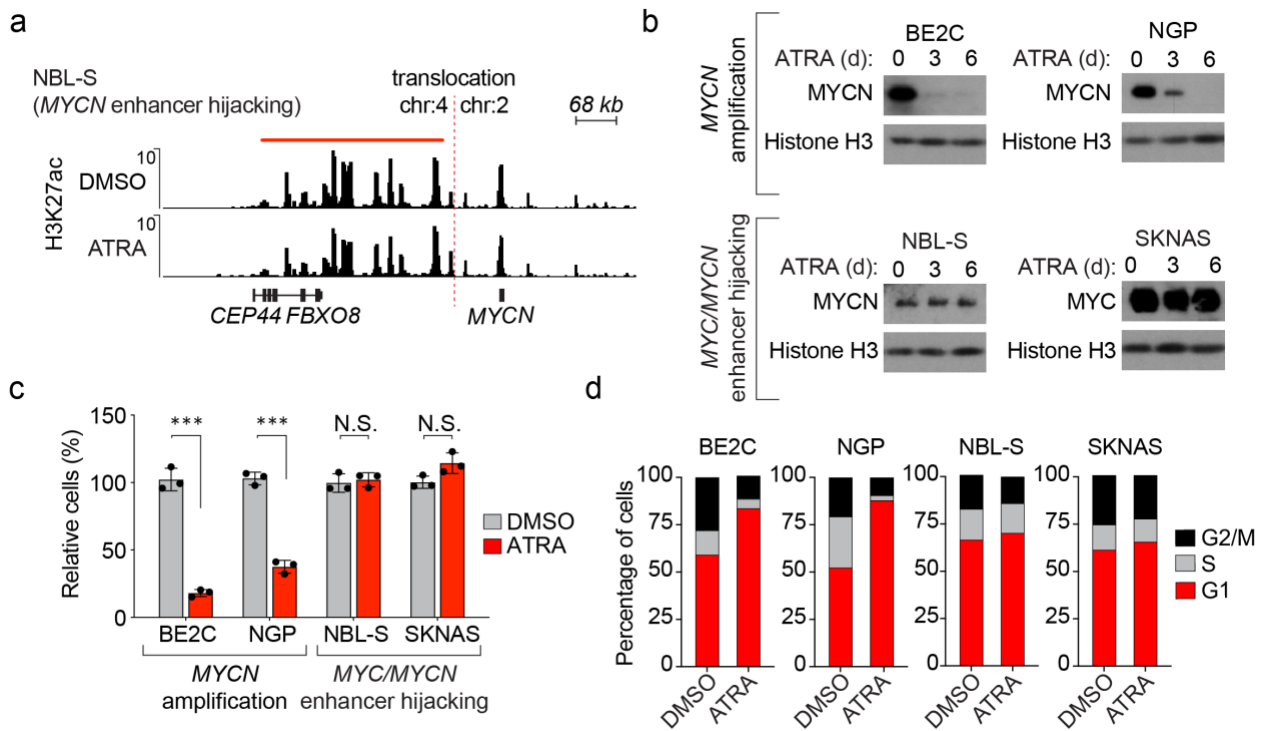 a
NBL-S
(MYCN enhancer hijacking)
translocation
chr:4 chr:2
68 kb
H3K27ac
10
DMSO
10
ATRA
CEP44 FBXO8
MYCN
b
MYCN
amplification
BE2C
ATRA (d): 0 3 6
MYCN
Histone H3
NGP
ATRA (d): 0 3 6
MYCN
Histone H3
MYC/MYCN
enhancer hijacking
NBL-S
ATRA (d): 0 3 6
MYCN
Histone H3
SKNAS
ATRA (d): 0 3 6
MYC
Histone H3
c
Relative cells (%)
150
100
50
0
*** *** N.S. N.S.
DMSO
ATRA
BE2C NGP NBL-S SKNAS
MYCN
amplification
MYC/MYCN
enhancer hijacking
d
Percentage of cells
BE2C
100
75
50
25
0
DMSO
ATRA
NGP
100
75
50
25
0
DMSO
ATRA
NBL-S
100
75
50
25
0
DMSO
ATRA
SKNAS
100
75
50
25
0
DMSO
ATRA
G2/M
S
G1